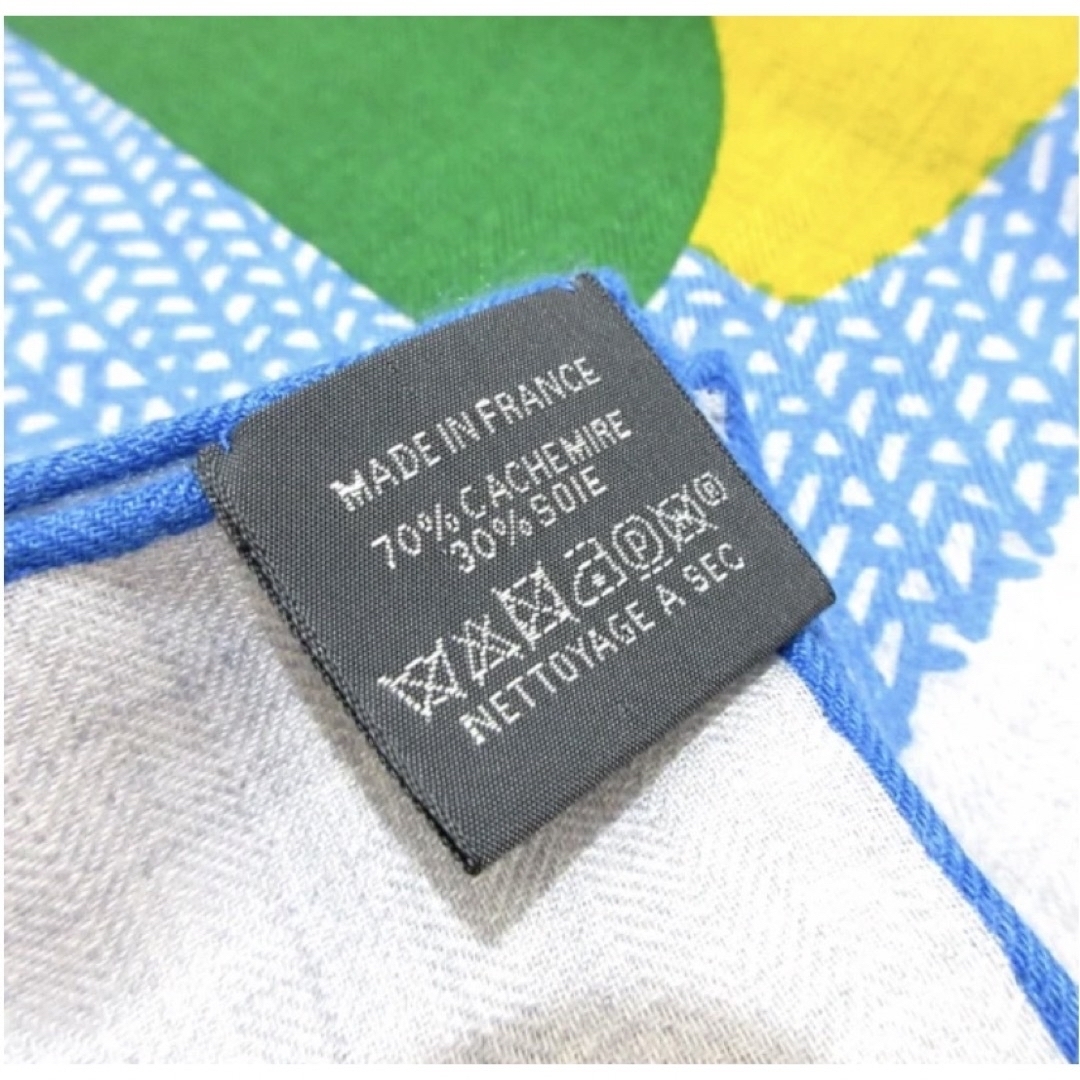 MADE IN FRANCE
70% CACHEMIRE
30% SOIE
P ®
NETTOYAGE A SEC